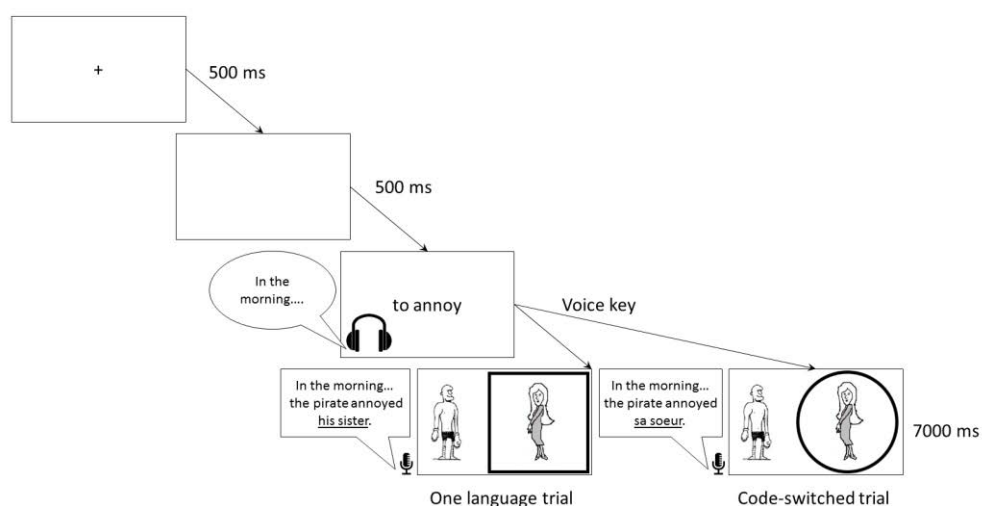 +
500 ms
500 ms
In the
morning....
to annoy
Voice key
In the morning...
the pirate annoyed
his sister.
In the morning...
the pirate annoyed
sa soeur.
7000 ms
One language trial
Code-switched trial